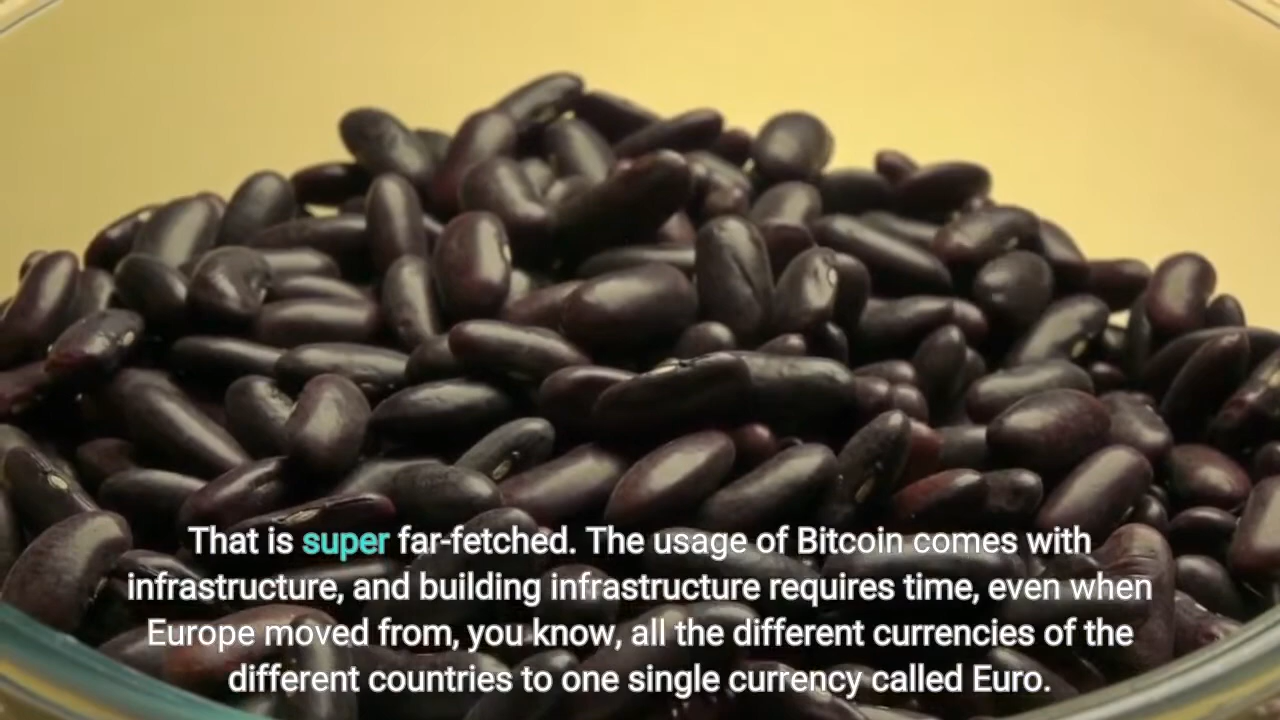 That is super far-fetched. The usage of Bitcoin comes with
infrastructure, and building infrastructure requires time, even when
Europe moved from, you know, all the different currencies of the
different countries to one single currency called Euro.